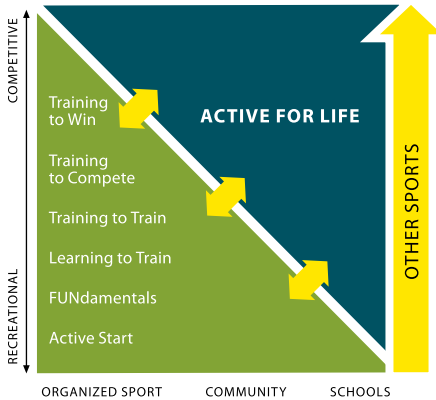 COMPETITIVE
RECREATIONAL
Training
to Win
Training
to Compete
Training to Train
Learning to Train
FUNdamentals
Active Start
ACTIVE FOR LIFE
OTHER SPORTS
ORGANIZED SPORT
COMMUNITY
SCHOOLS